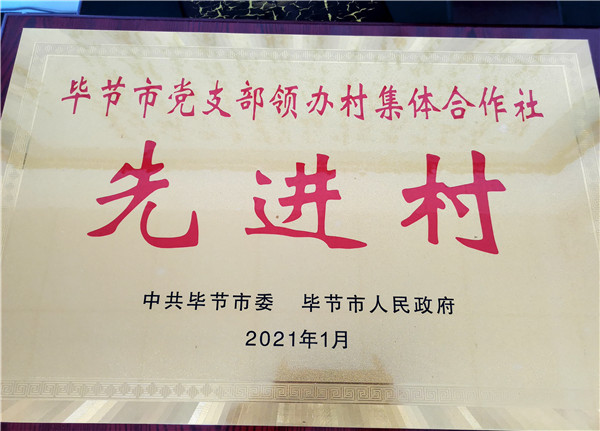 毕节市党支部领办村集体合作社
先进村
中共毕节市委 毕节市人民政府
2021年1月